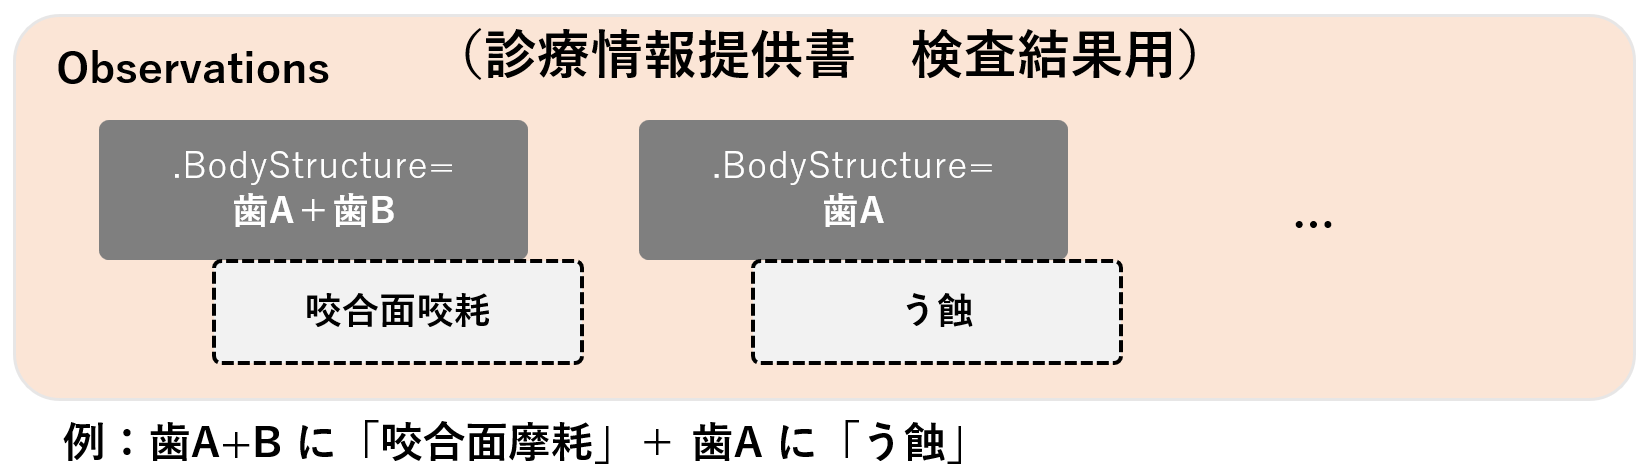 Observations （診療情報提供書　検査結果用）
.BodyStructure=
歯A＋歯B
.BodyStructure=
歯A
…
咬合面咬耗
う蝕
例：歯A+B に「咬合面摩耗」＋ 歯A に「う蝕」